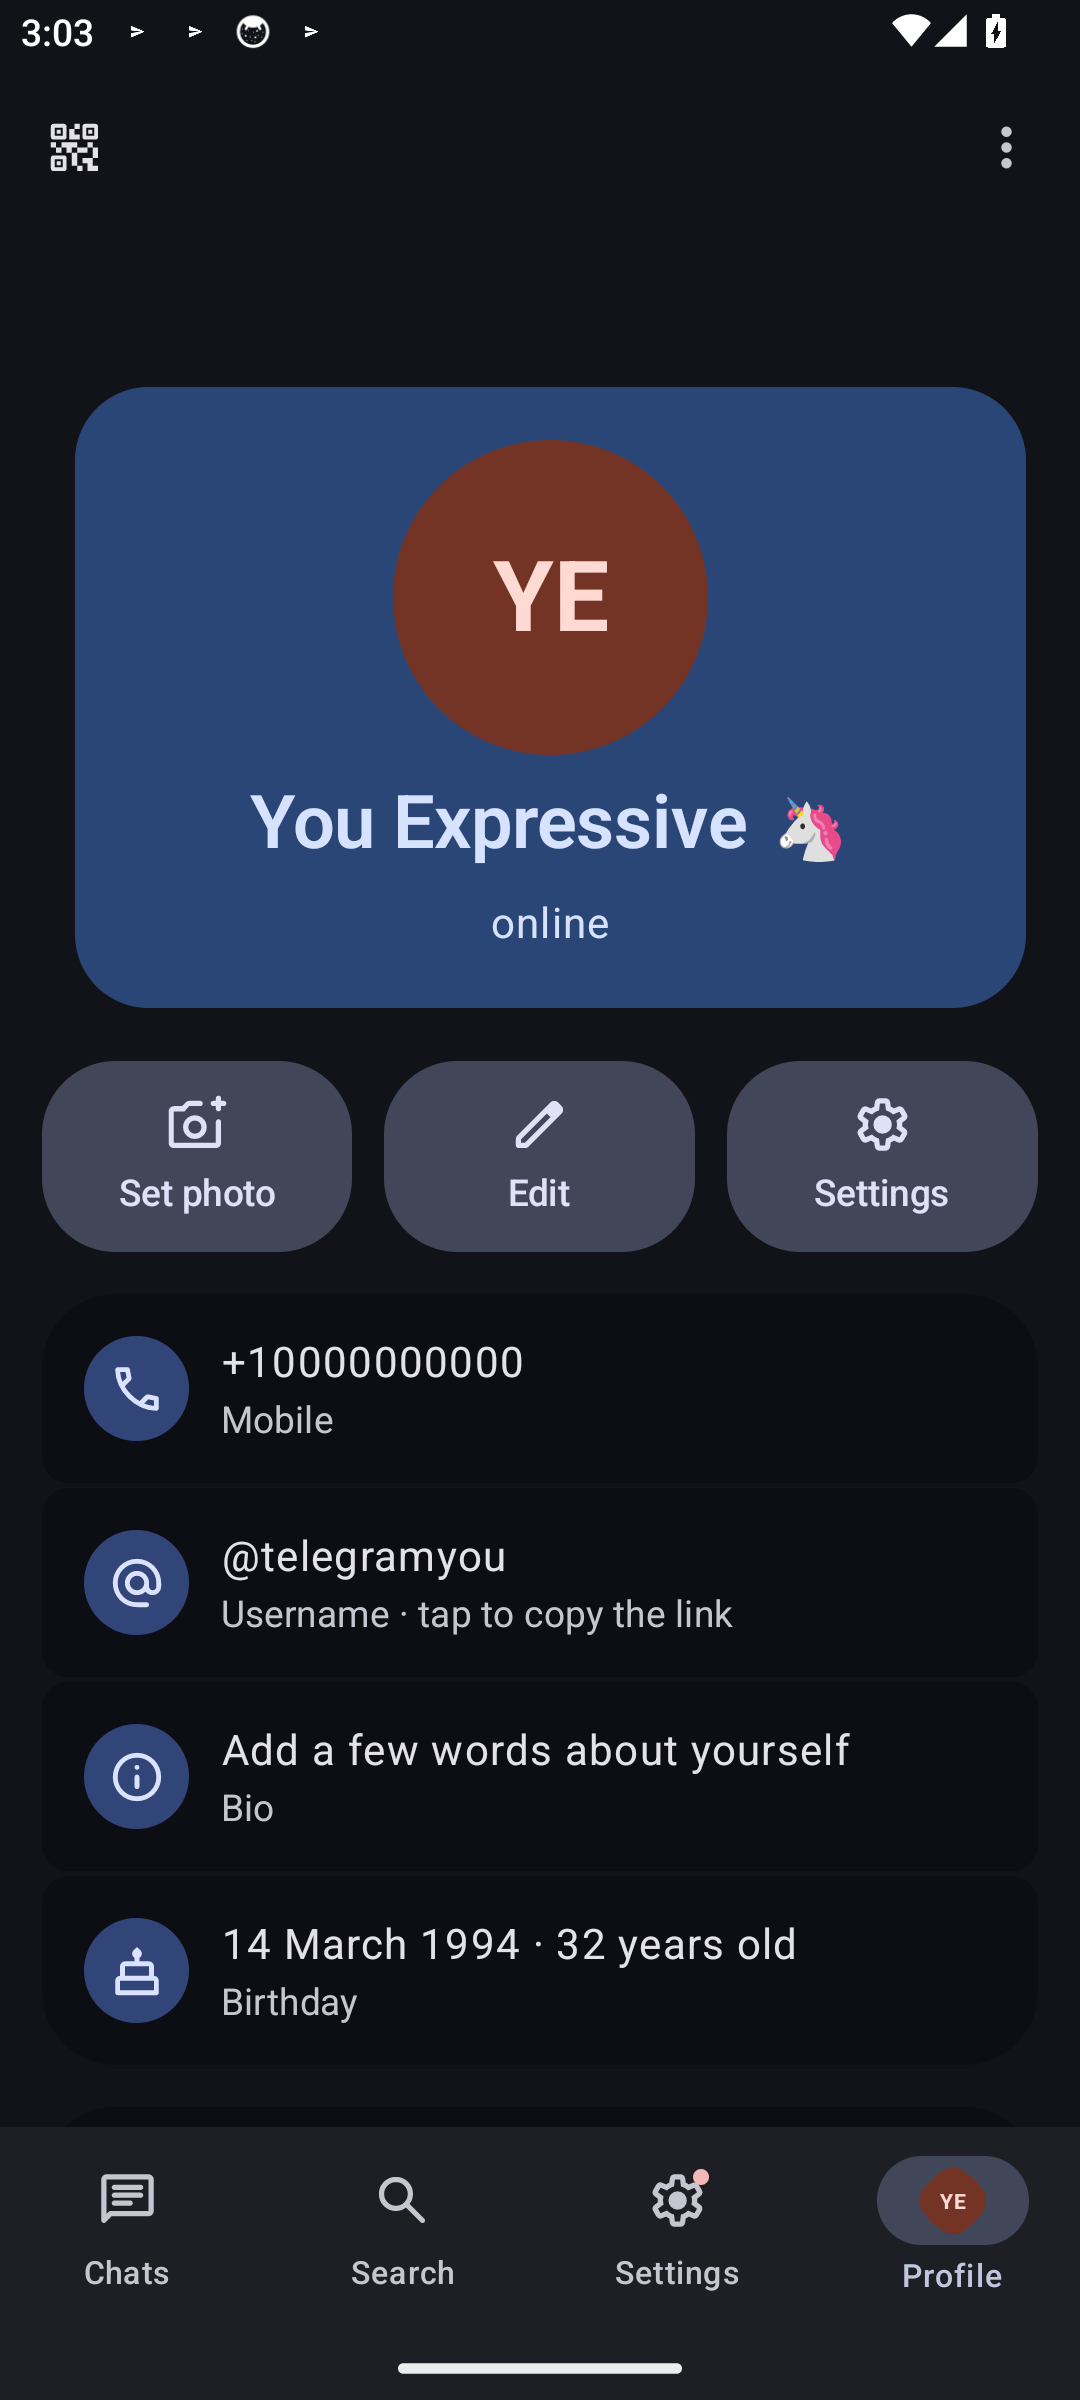 3:03
YE
You Expressive 🦄
online
Set photo
Edit
Settings
+10000000000
Mobile
@telegramyou
Username · tap to copy the link
Add a few words about yourself
Bio
14 March 1994 · 32 years old
Birthday
YE
Chats
Search
Settings
Profile